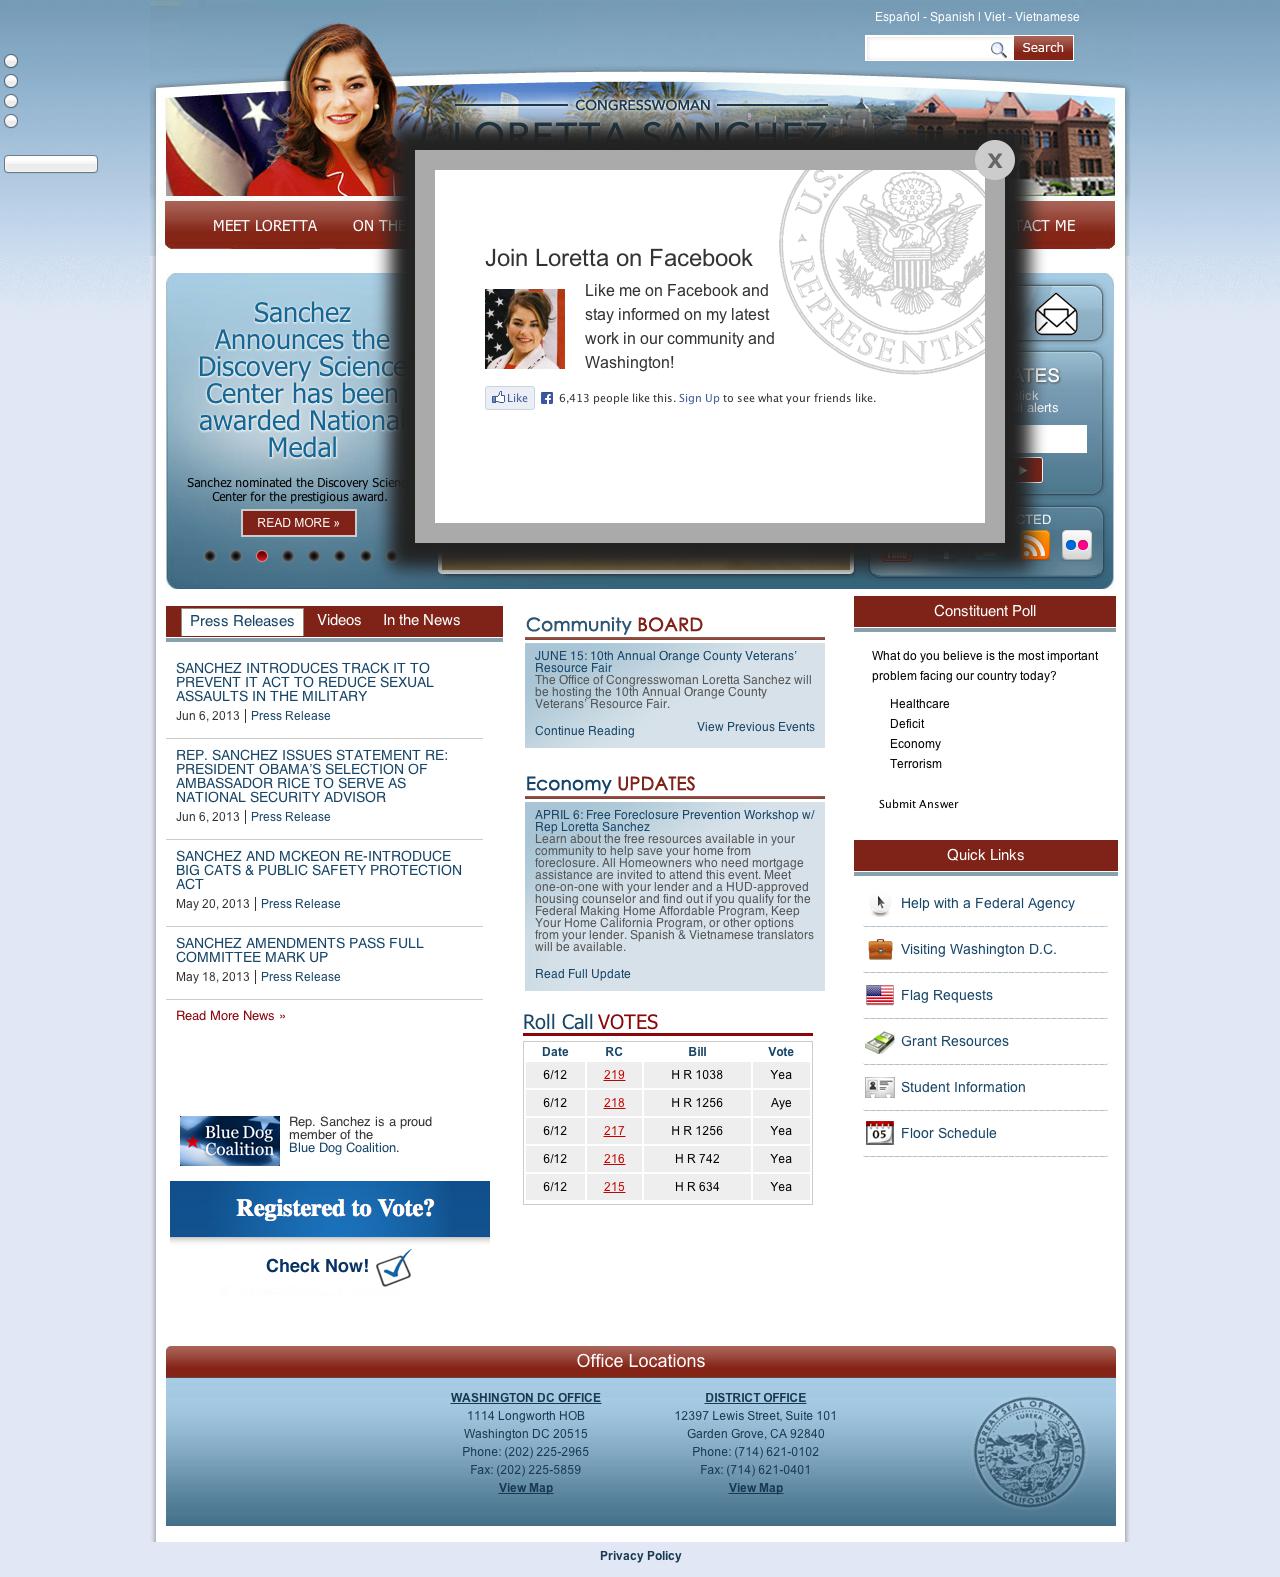 Español - Spanish | Viet - Vietnamese
Search
CONGRESSWOMAN
LORETTA SANCHEZ
MEET LORETTA
ON THE
TACT ME
x
Join Loretta on Facebook
Like me on Facebook and
stay informed on my latest
work in our community and
Washington!
Like
6,413 people like this. Sign Up to see what your friends like.
U.S.
REPRESENTAT
Sanchez
Announces the
Discovery Science
Center has been
awarded National
Medal
Sanchez nominated the Discovery Scien
Center for the prestigious award.
READ MORE »
ATES
lick
alerts
CTED
Press Releases Videos In the News
SANCHEZ INTRODUCES TRACK IT TO
PREVENT IT ACT TO REDUCE SEXUAL
ASSAULTS IN THE MILITARY
Jun 6, 2013 | Press Release
REP. SANCHEZ ISSUES STATEMENT RE:
PRESIDENT OBAMA'S SELECTION OF
AMBASSADOR RICE TO SERVE AS
NATIONAL SECURITY ADVISOR
Jun 6, 2013 | Press Release
SANCHEZ AND MCKEON RE-INTRODUCE
BIG CATS & PUBLIC SAFETY PROTECTION
ACT
May 20, 2013 | Press Release
SANCHEZ AMENDMENTS PASS FULL
COMMITTEE MARK UP
May 18, 2013 | Press Release
Read More News »
Blue Dog
Coalition
Rep. Sanchez is a proud
member of the
Blue Dog Coalition.
Registered to Vote?
Check Now!
Community BOARD
JUNE 15: 10th Annual Orange County Veterans'
Resource Fair
The Office of Congresswoman Loretta Sanchez will
be hosting the 10th Annual Orange County
Veterans' Resource Fair.
Continue Reading
View Previous Events
Economy UPDATES
APRIL 6: Free Foreclosure Prevention Workshop w/
Rep Loretta Sanchez
Learn about the free resources available in your
community to help save your home from
foreclosure. All Homeowners who need mortgage
assistance are invited to attend this event. Meet
one-on-one with your lender and a HUD-approved
housing counselor and find out if you qualify for the
Federal Making Home Affordable Program, Keep
Your Home California Program, or other options
from your lender. Spanish & Vietnamese translators
will be available.
Read Full Update
Roll Call VOTES
Date RC Bill Vote
6/12 219 H R 1038 Yea
6/12 218 H R 1256 Aye
6/12 217 H R 1256 Yea
6/12 216 H R 742 Yea
6/12 215 H R 634 Yea
Constituent Poll
What do you believe is the most important
problem facing our country today?
Healthcare
Deficit
Economy
Terrorism
Submit Answer
Quick Links
Help with a Federal Agency
Visiting Washington D.C.
Flag Requests
Grant Resources
Student Information
05
Floor Schedule
Office Locations
WASHINGTON DC OFFICE
1114 Longworth HOB
Washington DC 20515
Phone: (202) 225-2965
Fax: (202) 225-5859
View Map
DISTRICT OFFICE
12397 Lewis Street, Suite 101
Garden Grove, CA 92840
Phone: (714) 621-0102
Fax: (714) 621-0401
View Map
THE GREAT SEAL OF THE STATE OF
EUREKA
CALIFORNIA
Privacy Policy